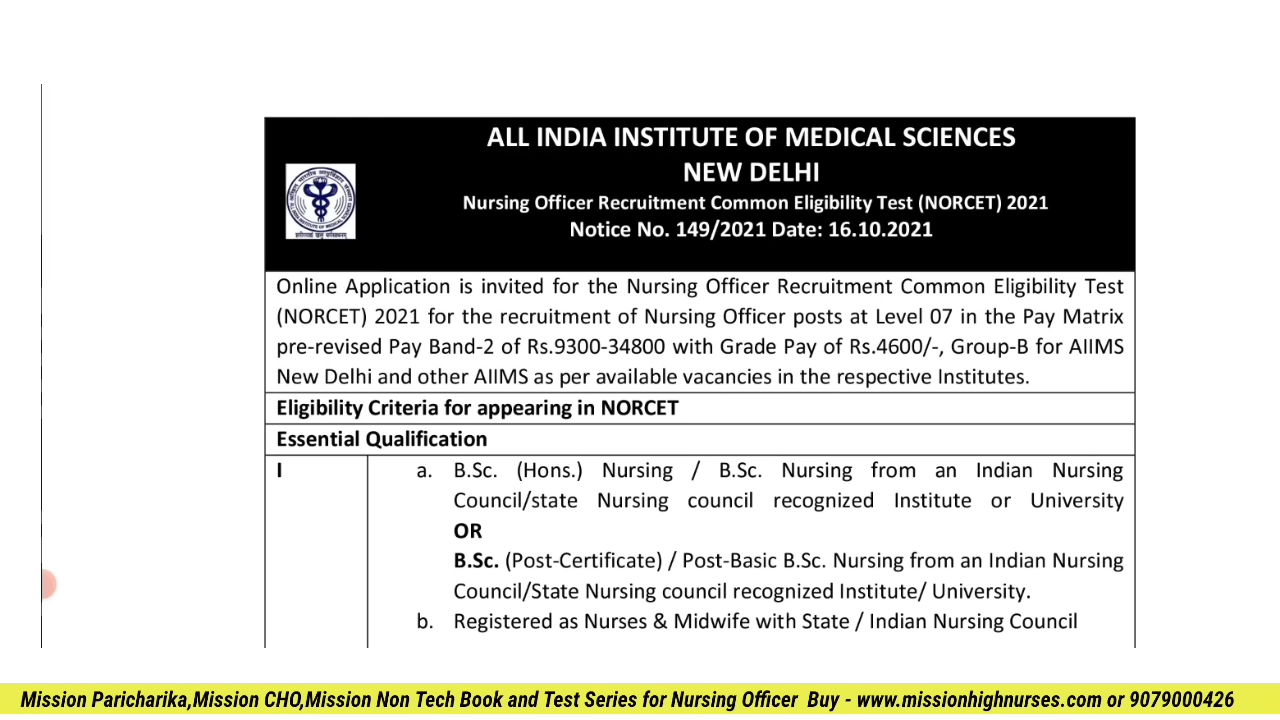 ALL INDIA INSTITUTE OF MEDICAL SCIENCES
NEW DELHI
Nursing Officer Recruitment Common Eligibility Test (NORCET) 2021
Notice No. 149/2021 Date: 16.10.2021
Online Application is invited for the Nursing Officer Recruitment Common Eligibility Test
(NORCET) 2021 for the recruitment of Nursing Officer posts at Level 07 in the Pay Matrix
pre-revised Pay Band-2 of Rs.9300-34800 with Grade Pay of Rs.4600/-, Group-B for AIIMS
New Delhi and other AIIMS as per available vacancies in the respective Institutes.
Eligibility Criteria for appearing in NORCET
Essential Qualification
I
a. B.Sc. (Hons.) Nursing / B.Sc. Nursing from an Indian Nursing
Council/state Nursing council recognized Institute or University
OR
B.Sc. (Post-Certificate) / Post-Basic B.Sc. Nursing from an Indian Nursing
Council/State Nursing council recognized Institute/ University.
b. Registered as Nurses & Midwife with State / Indian Nursing Council
Mission Paricharika,Mission CHO,Mission Non Tech Book and Test Series for Nursing Officer Buy - www.missionhighnurses.com or 9079000426